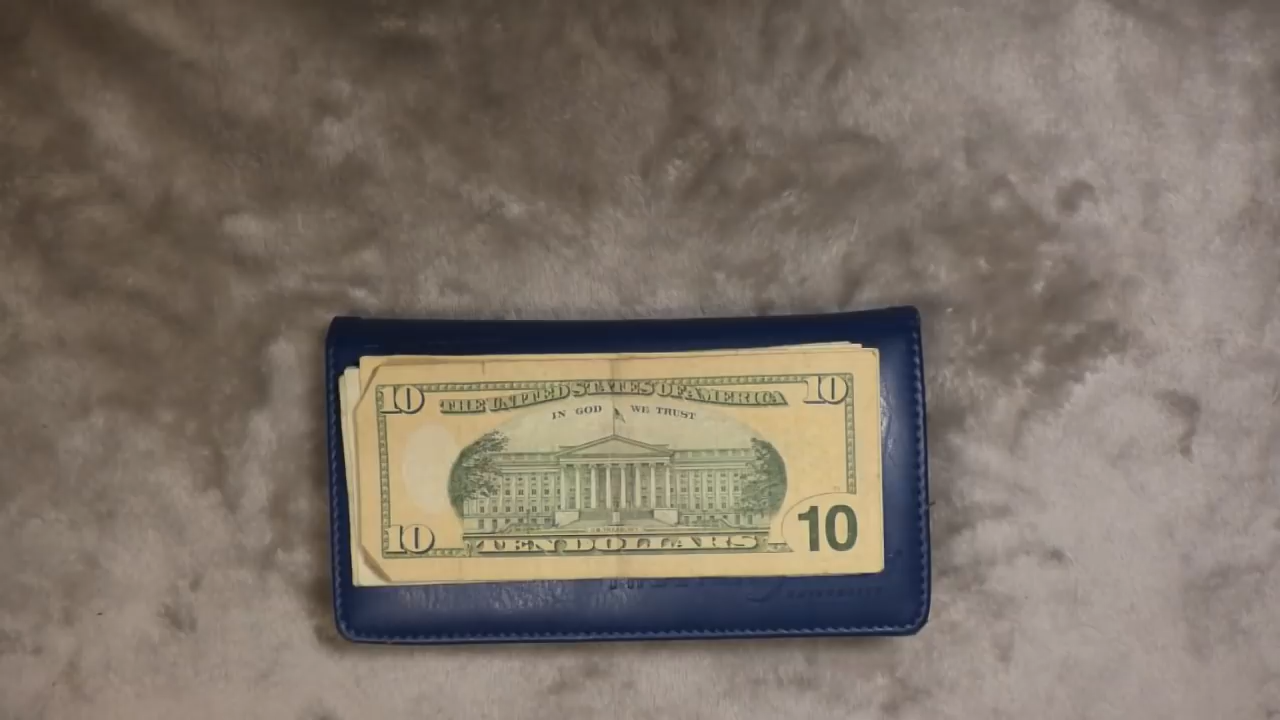 10 THE UNITED STATES OF AMERICA 10
IN GOD WE TRUST
10 TEN DOLLARS 10